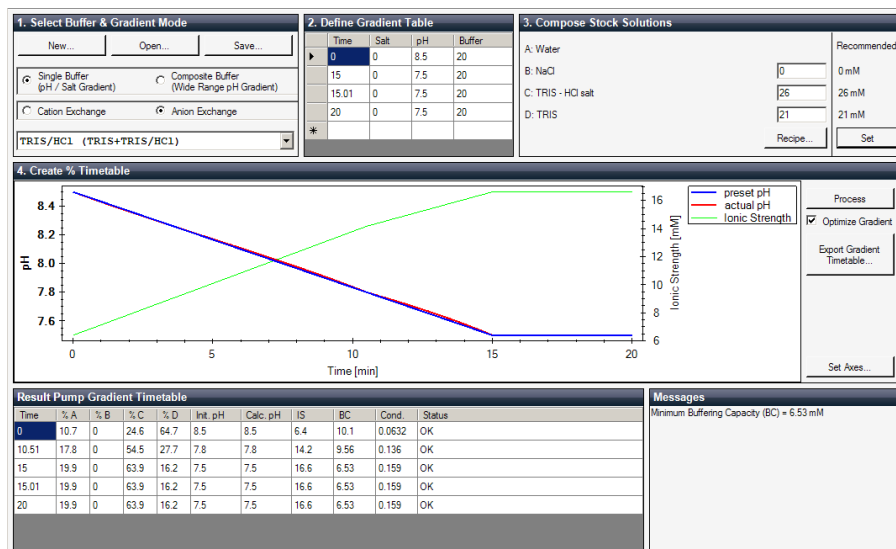 1. Select Buffer & Gradient Mode
New...
Open...
Save...
Single Buffer
(pH / Salt Gradient)
Composite Buffer
(Wide Range pH Gradient)
Cation Exchange
Anion Exchange
TRIS/HCl (TRIS+TRIS/HCl)
2. Define Gradient Table
Time Salt pH Buffer
0 0 8.5 20
15 0 7.5 20
15.01 0 7.5 20
20 0 7.5 20
3. Compose Stock Solutions
Recommended
A: Water
B: NaCl 0 0 mM
C: TRIS - HCl salt 26 26 mM
D: TRIS 21 21 mM
Recipe...
Set
4. Create % Timetable
pH
8.4
8.2
8.0
7.8
7.6
0 5 10 15 20
Time [min]
16
14
12
10
8
6
Ionic Strength [mM]
preset pH
actual pH
Ionic Strength
Process
Optimize Gradient
Export Gradient
Timetable...
Set Axes...
Result Pump Gradient Timetable
Time % A % B % C % D Init. pH Calc. pH IS BC Cond. Status
0 10.7 0 24.6 64.7 8.5 8.5 6.4 10.1 0.0632 OK
10.51 17.8 0 54.5 27.7 7.8 7.8 14.2 9.56 0.136 OK
15 19.9 0 63.9 16.2 7.5 7.5 16.6 6.53 0.159 OK
15.01 19.9 0 63.9 16.2 7.5 7.5 16.6 6.53 0.159 OK
20 19.9 0 63.9 16.2 7.5 7.5 16.6 6.53 0.159 OK
Messages
Minimum Buffering Capacity (BC) = 6.53 mM